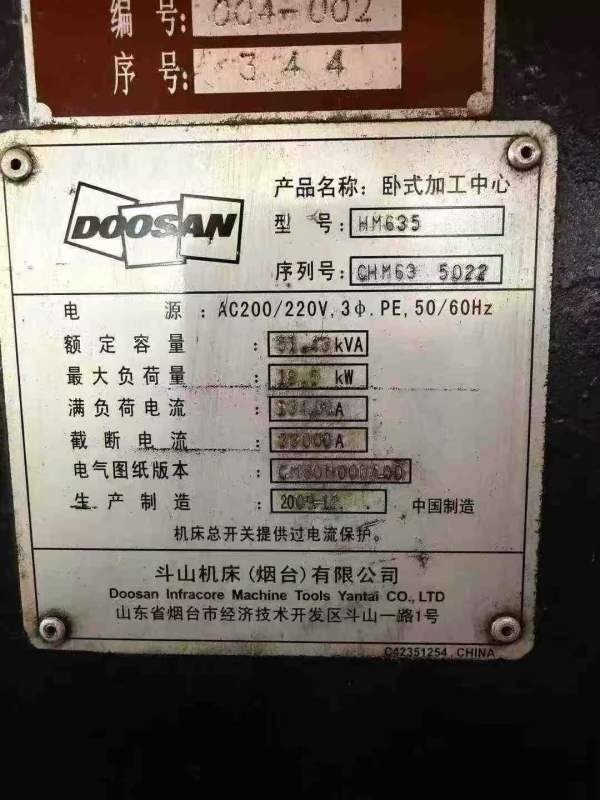 编 号: 004-002
序 号: 344
DOOSAN
产品名称: 卧式加工中心
型 号: HM635
序列号: CHM63 5022
电 源 : AC200/220V, 3φ. PE, 50/60Hz
额定容量 : kVA
最大负荷量 : kW
满负荷电流 : A
截断电流 : A
电气图纸版本 :
生产制造 : 中国制造
机床总开关提供过电流保护。
斗山机床(烟台)有限公司
Doosan Infracore Machine Tools Yantai CO., LTD
山东省烟台市经济技术开发区斗山一路1号
C42351254 , CHINA